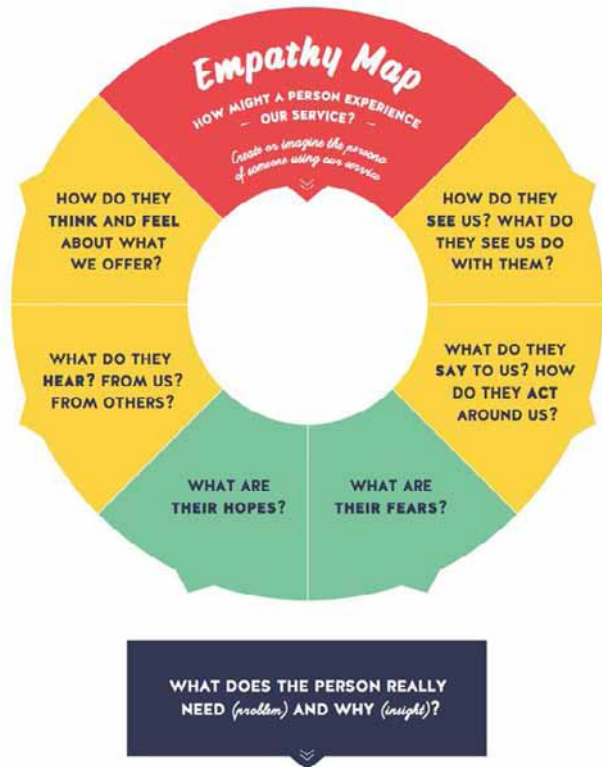 Empathy Map
HOW MIGHT A PERSON EXPERIENCE
— OUR SERVICE? —
Create or imagine the persona
of someone using our service
HOW DO THEY
THINK AND FEEL
ABOUT WHAT
WE OFFER?
HOW DO THEY
SEE US? WHAT DO
THEY SEE US DO
WITH THEM?
WHAT DO THEY
HEAR? FROM US?
FROM OTHERS?
WHAT DO THEY
SAY TO US? HOW
DO THEY ACT
AROUND US?
WHAT ARE
THEIR HOPES?
WHAT ARE
THEIR FEARS?
WHAT DOES THE PERSON REALLY
NEED (problem) AND WHY (insight)?